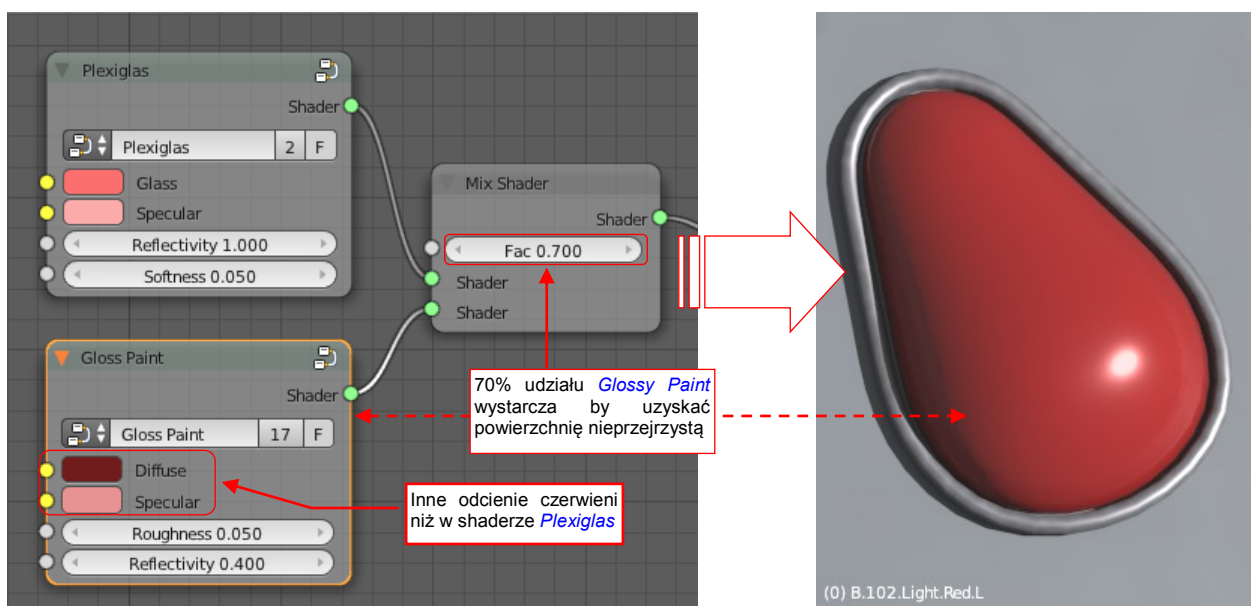 Plexiglas
Shader
Plexiglas 2 F
Glass
Specular
Reflectivity 1.000
Softness 0.050
Mix Shader
Shader
Fac 0.700
Shader
Shader
Gloss Paint
Shader
Gloss Paint 17 F
Diffuse
Specular
Roughness 0.050
Reflectivity 0.400
70% udziału Glossy Paint
wystarcza by uzyskać
powierzchnię nieprzejrzystą
Inne odcienie czerwieni
niż w shaderze Plexiglas
(0) B.102.Light.Red.L